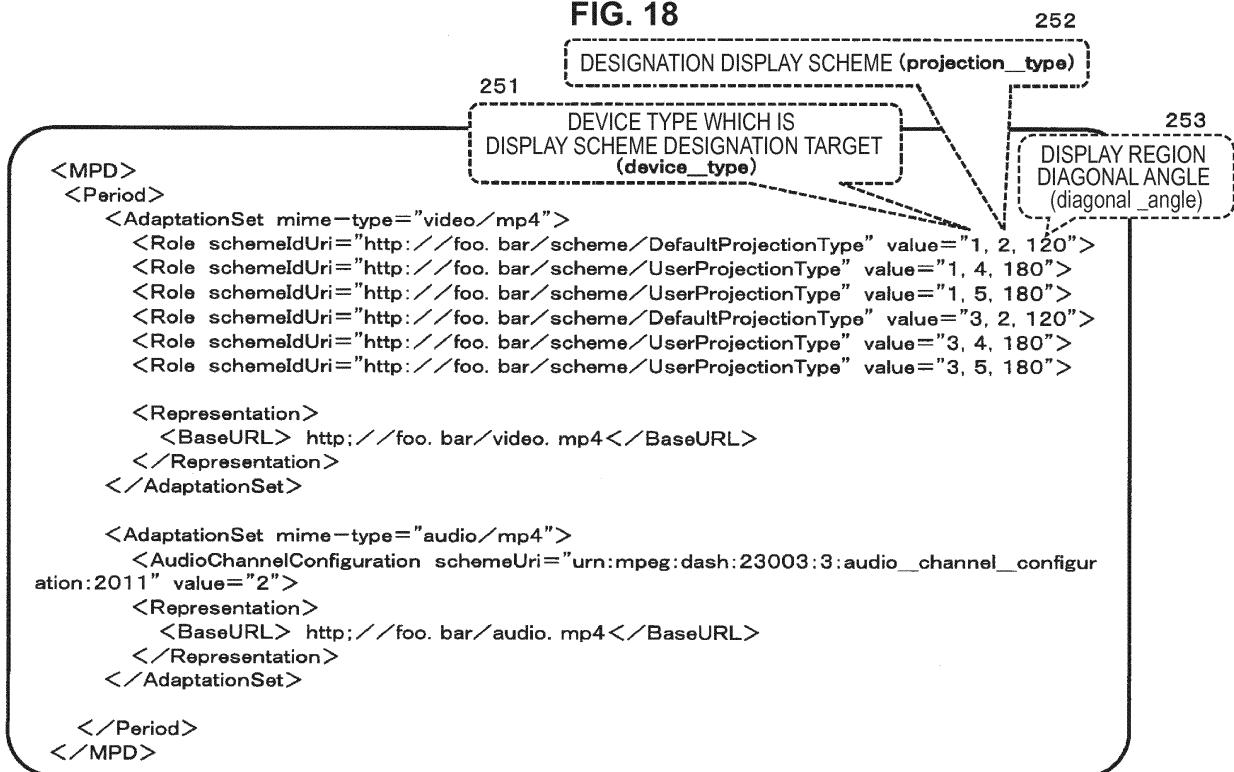 FIG. 18
252
DESIGNATION DISPLAY SCHEME (projection__type)
251
DEVICE TYPE WHICH IS
DISPLAY SCHEME DESIGNATION TARGET
(device__type)
253
DISPLAY REGION
DIAGONAL ANGLE
(diagonal _angle)
<MPD>
<Period>
<AdaptationSet mime-type="video/mp4">
<Role schemeIdUri="http://foo. bar/scheme/DefaultProjectionType" value="1, 2, 120">
<Role schemeIdUri="http://foo. bar/scheme/UserProjectionType" value="1, 4, 180">
<Role schemeIdUri="http://foo. bar/scheme/UserProjectionType" value="1, 5, 180">
<Role schemeIdUri="http://foo. bar/scheme/DefaultProjectionType" value="3, 2, 120">
<Role schemeIdUri="http://foo. bar/scheme/UserProjectionType" value="3, 4, 180">
<Role schemeIdUri="http://foo. bar/scheme/UserProjectionType" value="3, 5, 180">
<Representation>
<BaseURL> http;//foo. bar/video. mp4</BaseURL>
</Representation>
</AdaptationSet>
<AdaptationSet mime-type="audio/mp4">
<AudioChannelConfiguration schemeUri="urn:mpeg:dash:23003:3:audio__channel__configur
ation:2011" value="2">
<Representation>
<BaseURL> http;//foo. bar/audio. mp4</BaseURL>
</Representation>
</AdaptationSet>
</Period>
</MPD>